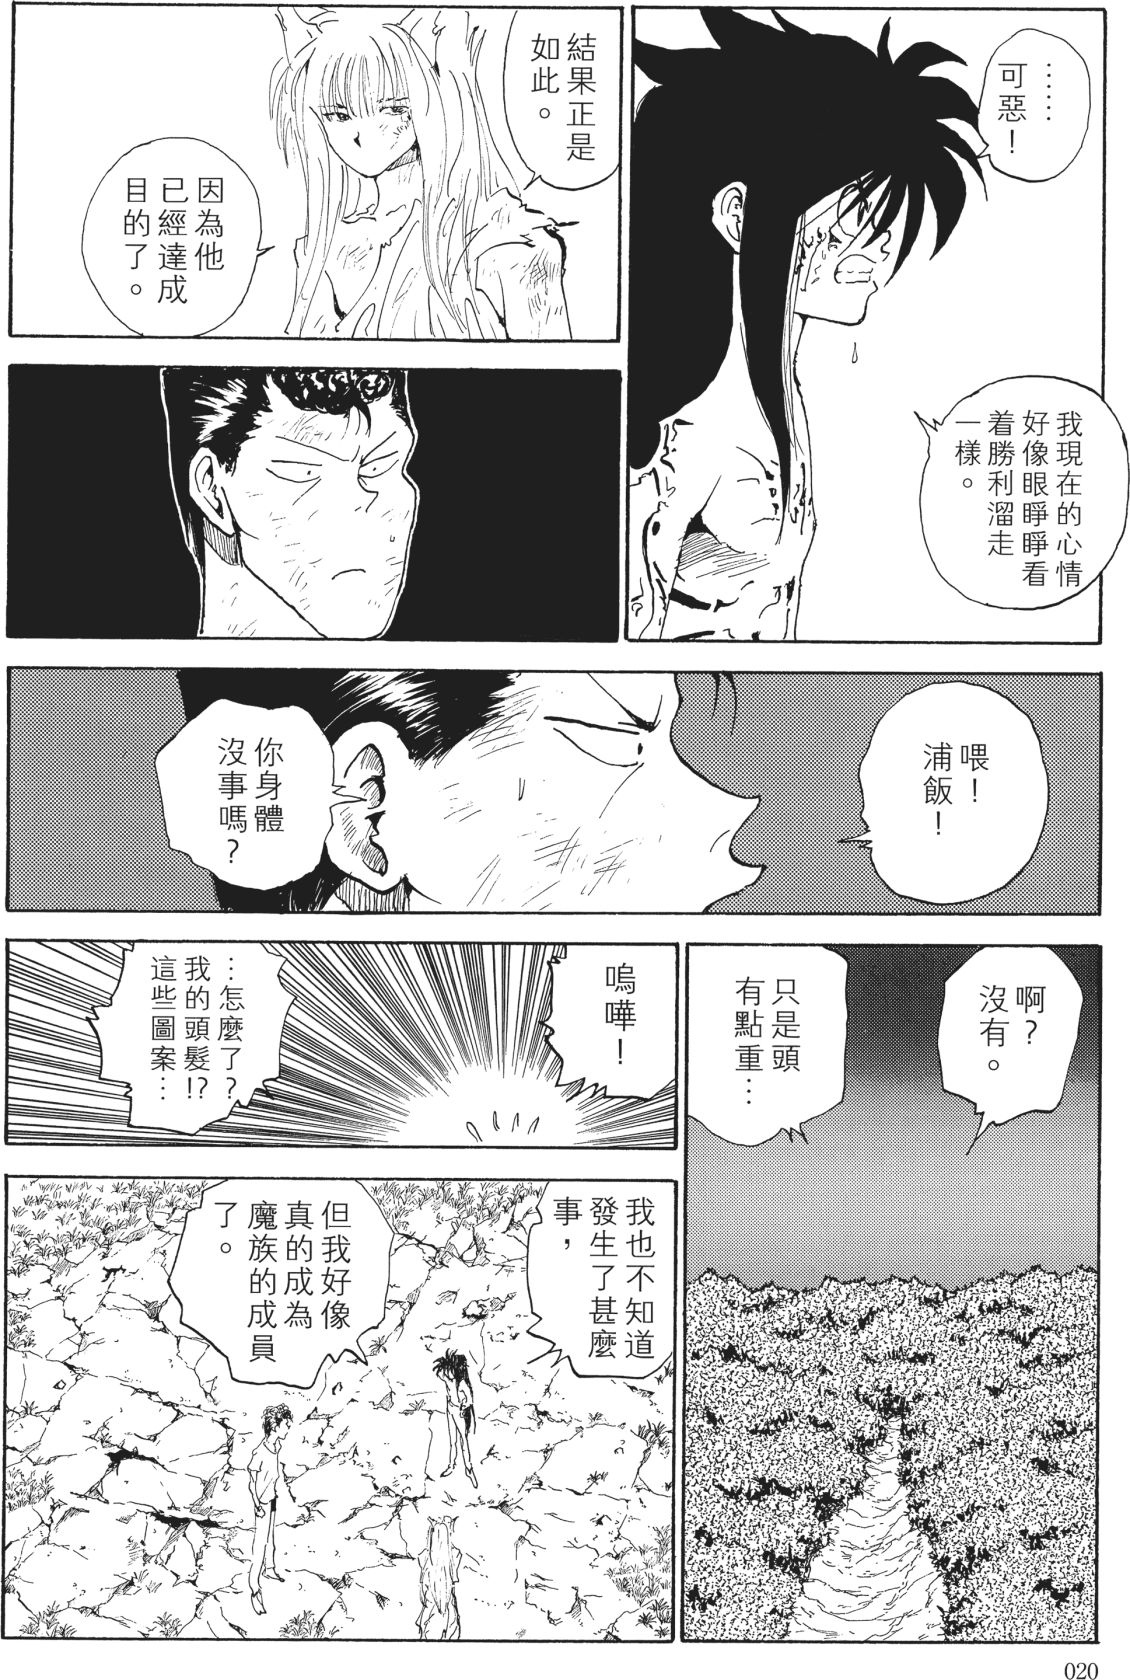 ……
可惡！
我現在的心情
好像眼睜睜看
着勝利溜走
一樣。
結果正是
如此。
因為他
已經達成
目的了。
喂！
浦飯！
你身體
沒事嗎？
啊？
沒有。
只是頭
有點重…
嗚嘩！
…怎麼了？
我的頭髮!?
這些圖案…
我也不知道
發生了甚麼
事，
但我好像
真的成為
魔族的成員
了。
020